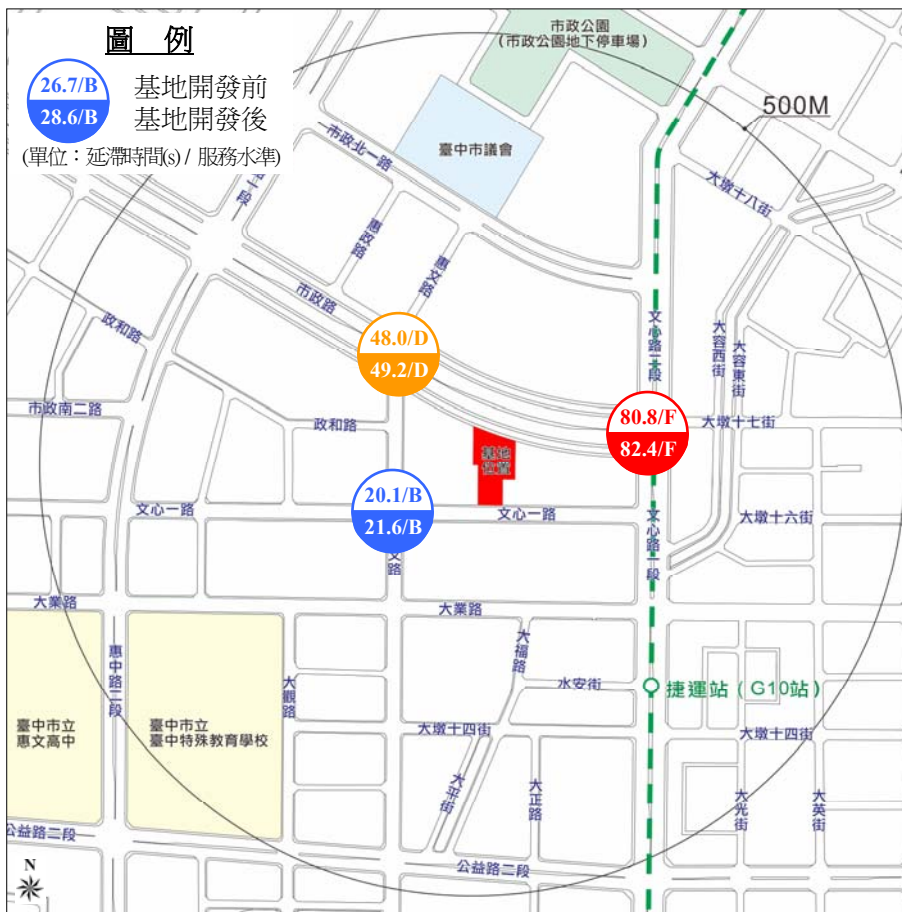 圖 例
26.7/B
28.6/B
基地開發前
基地開發後
(單位：延滯時間(s) / 服務水準)
市政公園
(市政公園地下停車場)
500M
臺中市議會
市政北一路
二段
惠政路
惠文路
大墩十八街
市政路
政和路
文心路二段
大容西街
大容東街
48.0/D
49.2/D
80.8/F
82.4/F
大墩十七街
市政南二路
政和路
基地
位置
20.1/B
21.6/B
文心一路
文心一路
大墩十六街
文心路一段
文路
大業路
大業路
惠中路二段
大觀路
大福路
水安街
捷運站（G10站）
臺中市立
惠文高中
臺中市立
臺中特殊教育學校
大墩十四街
大墩十四街
大平街
大正路
大光街
大英街
公益路二段
公益路二段
N